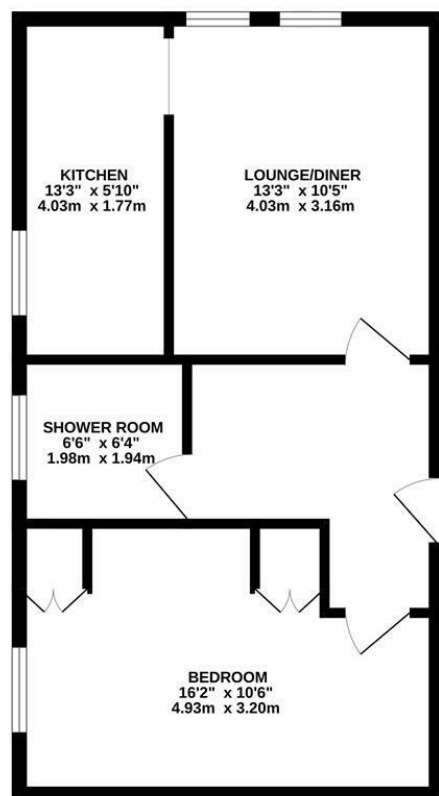 KITCHEN
13'3" x 5'10"
4.03m x 1.77m
LOUNGE/DINER
13'3" x 10'5"
4.03m x 3.16m
SHOWER ROOM
6'6" x 6'4"
1.98m x 1.94m
BEDROOM
16'2" x 10'6"
4.93m x 3.20m